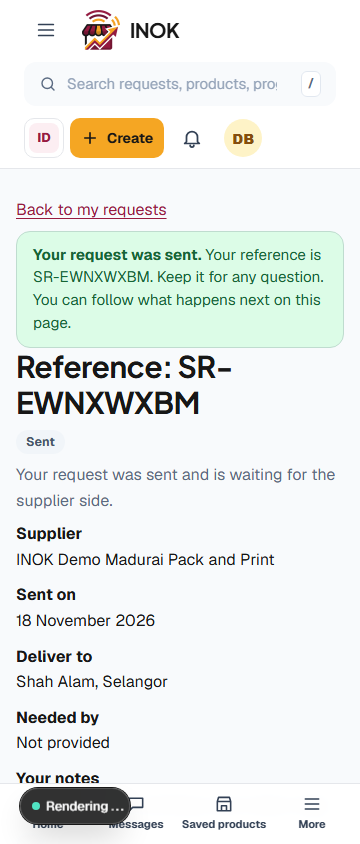 INOK
Search requests, products, prog
/
ID
Create
DB
Back to my requests
Your request was sent. Your reference is
SR-EWNXWXBM. Keep it for any question.
You can follow what happens next on this
page.
Reference: SR-
EWNXWXBM
Sent
Your request was sent and is waiting for the
supplier side.
Supplier
INOK Demo Madurai Pack and Print
Sent on
18 November 2026
Deliver to
Shah Alam, Selangor
Needed by
Not provided
Your notes
Rendering ...
Home Messages Saved products More